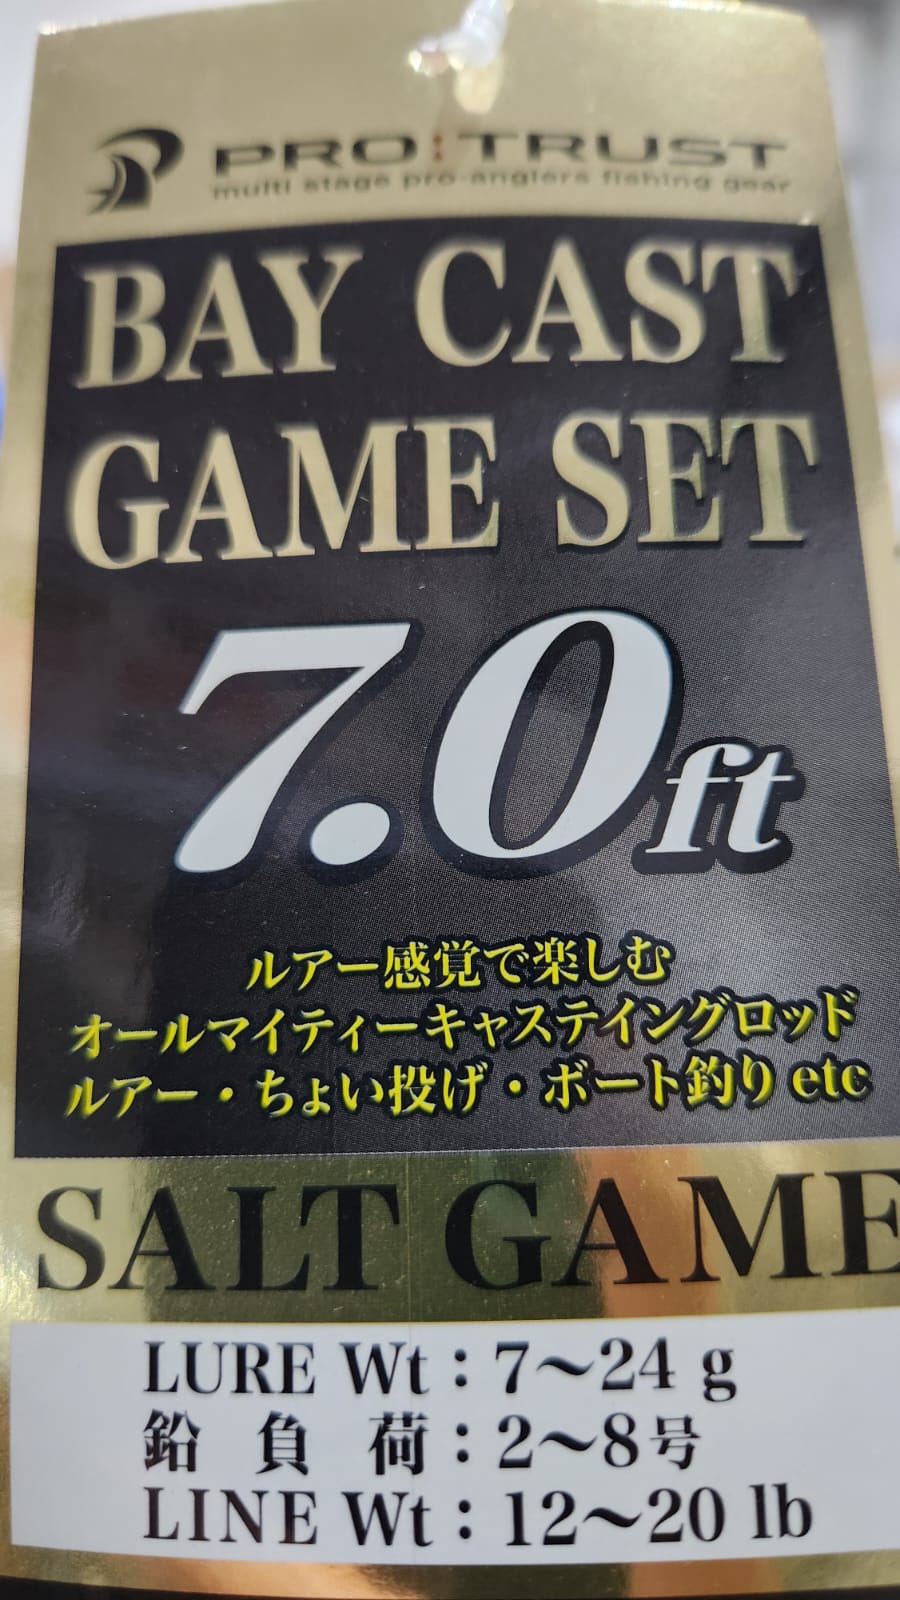 PRO:TRUST
multi stage pro-anglers fishing gear
BAY CAST
GAME SET
7.0ft
ルアー感覚で楽しむ
オールマイティーキャステイングロッド
ルアー・ちょい投げ・ボート釣り etc
SALT GAME
LURE Wt：7～24 g
鉛負荷：2～8号
LINE Wt：12～20 lb